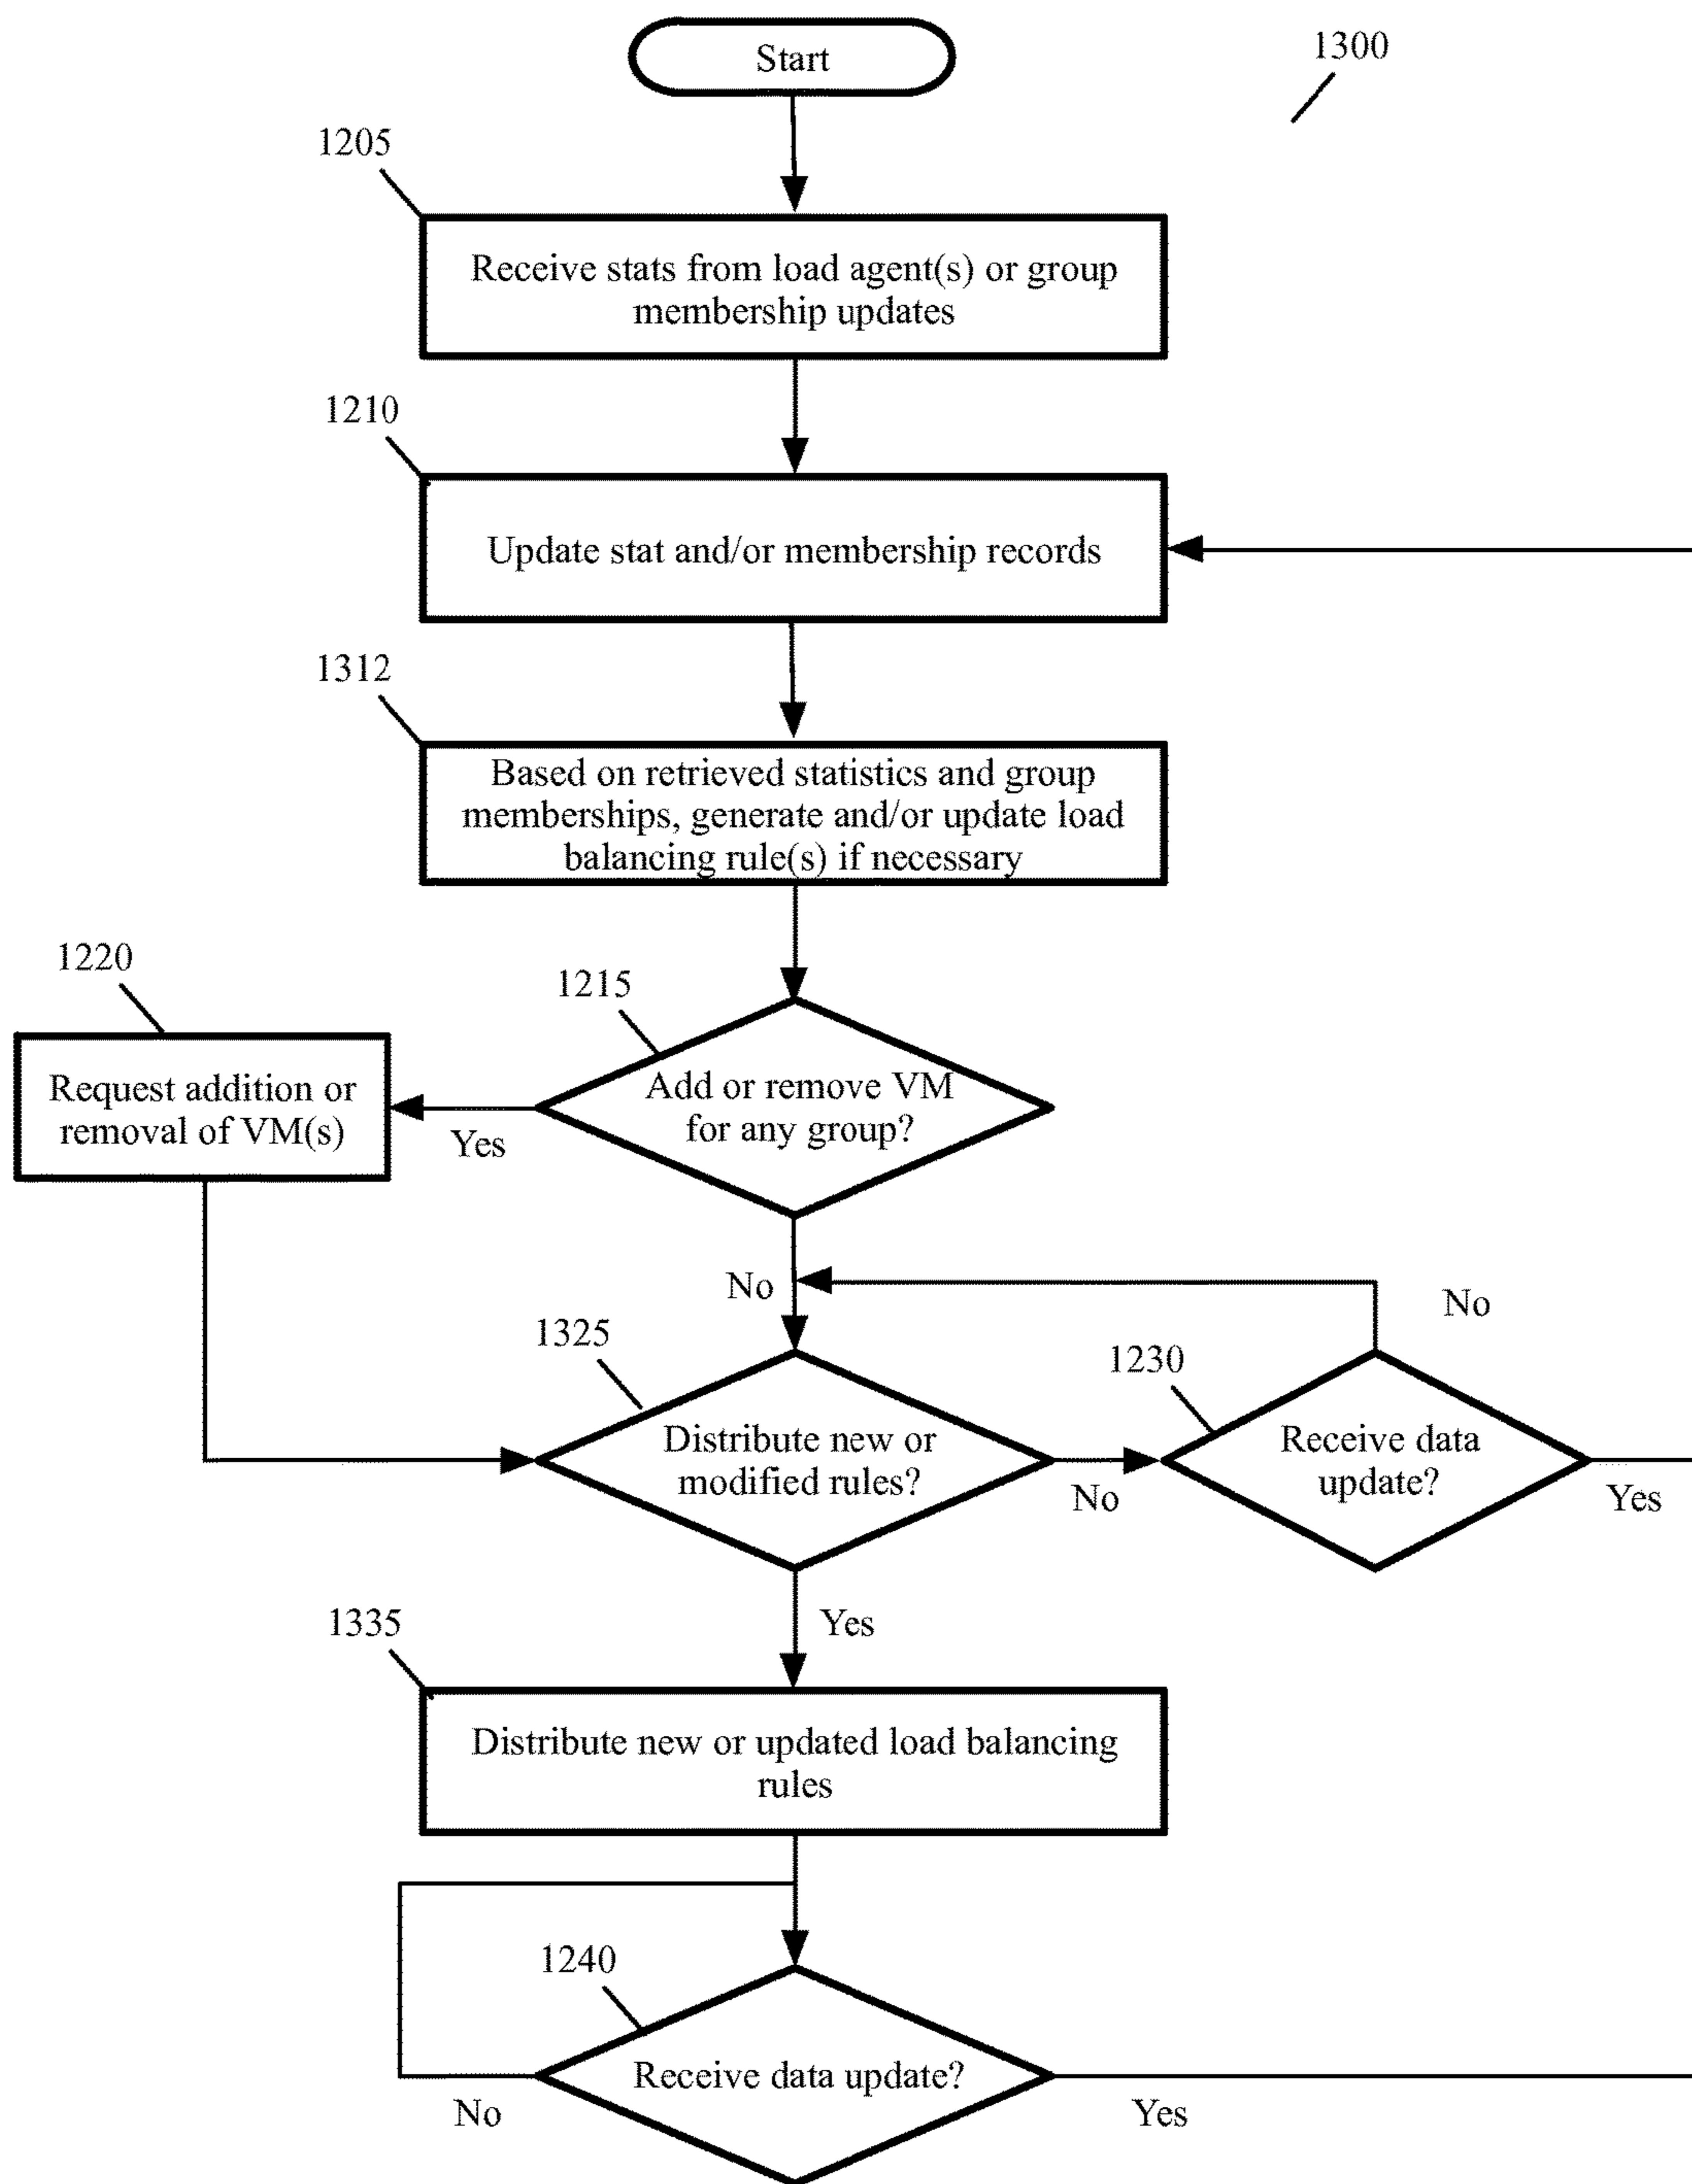 Start
1300
1205
Receive stats from load agent(s) or group
membership updates
1210
Update stat and/or membership records
1312
Based on retrieved statistics and group
memberships, generate and/or update load
balancing rule(s) if necessary
1220
1215
Request addition or
removal of VM(s)
Yes
Add or remove VM
for any group?
No
No
1325
1230
Distribute new or
modified rules?
No
Receive data
update?
Yes
Yes
1335
Distribute new or updated load balancing
rules
1240
Receive data update?
No
Yes